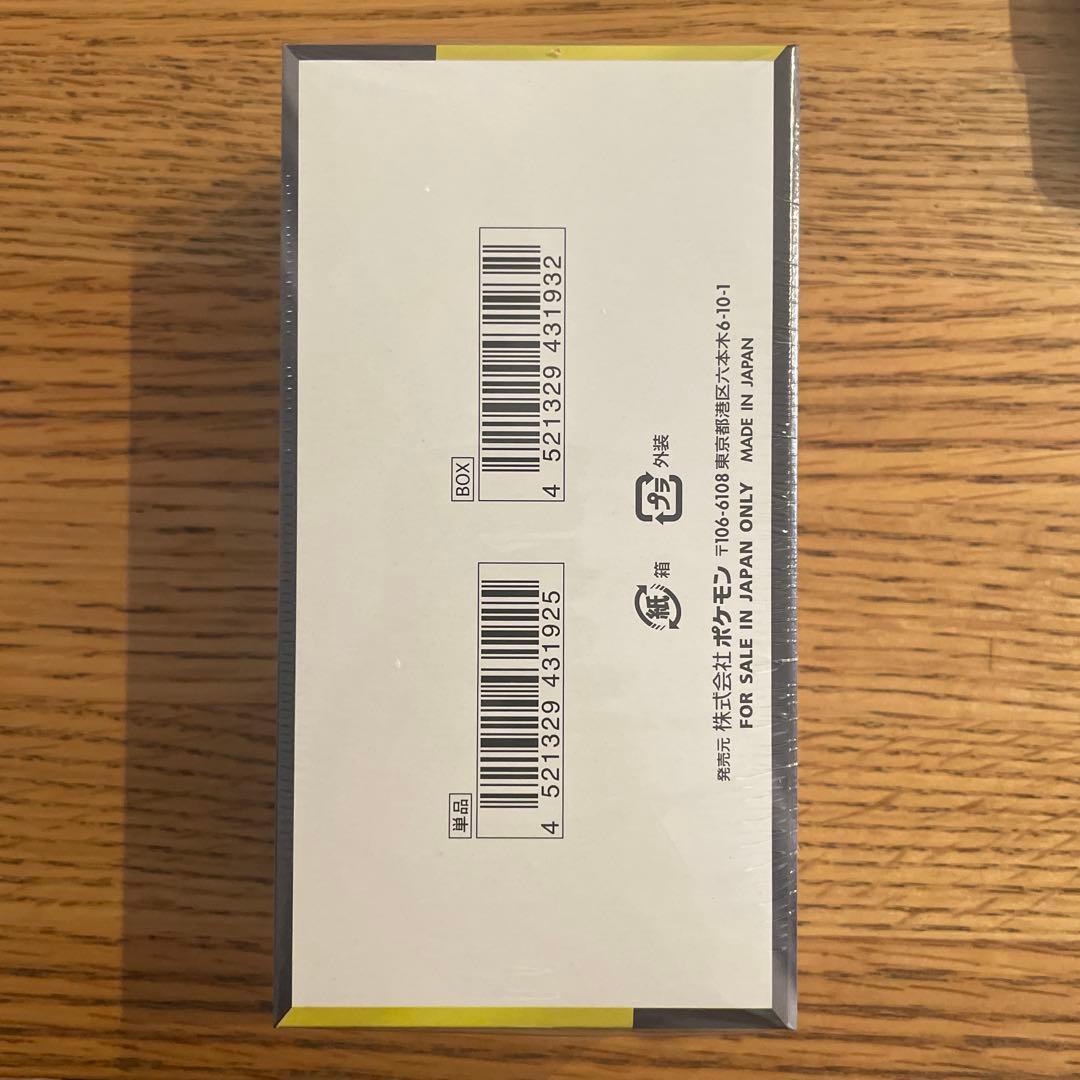 単品
4 521329 431925
BOX
4 521329 431932
紙 箱
プラ 外装
発売元 株式会社 ポケモン 〒106-6108 東京都港区六本木6-10-1
FOR SALE IN JAPAN ONLY MADE IN JAPAN